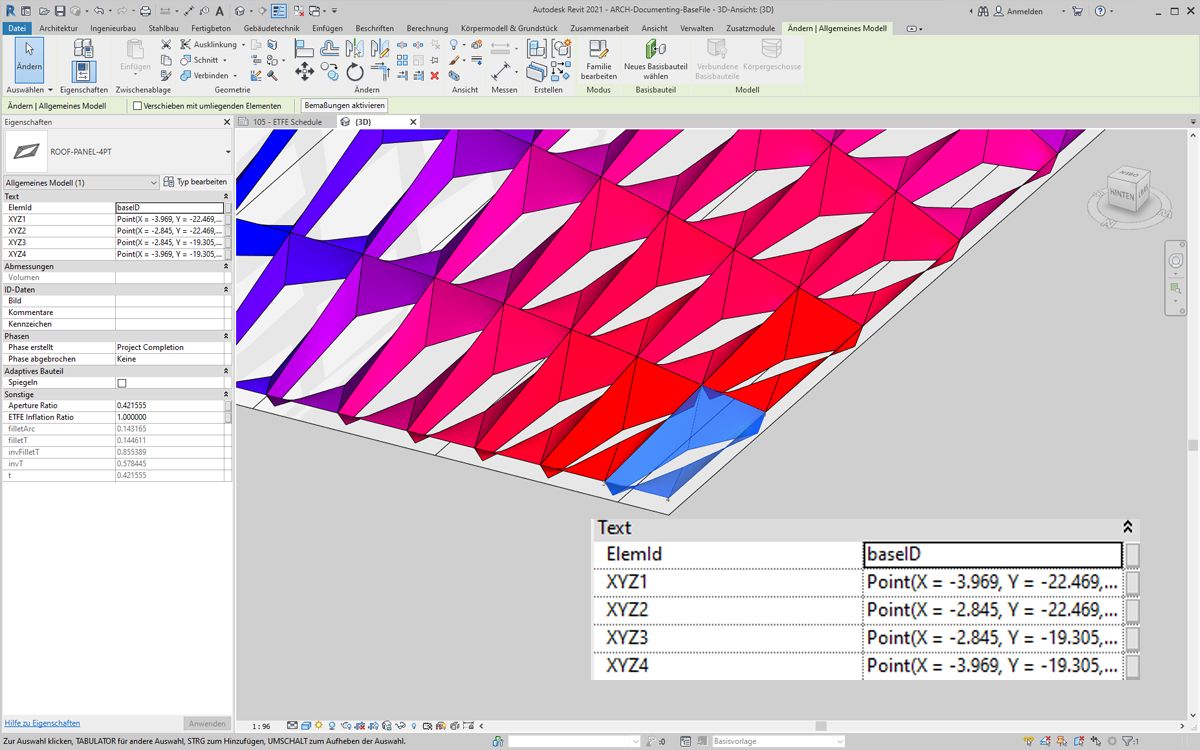 Autodesk Revit 2021 - ARCH-Documenting-BaseFile - 3D-Ansicht: {3D}
Anmelden
Datei Architektur Ingenieurbau Stahlbau Fertigbeton Gebäudetechnik Einfügen Beschriften Berechnung Körpermodell & Grundstück Zusammenarbeit Ansicht Verwalten Zusatzmodule Ändern | Allgemeines Modell
Ändern
Einfügen
Ausklinkung
Schnitt
Verbinden
Familie bearbeiten
Neues Basisbauteil wählen
Verbundene Basisbauteile
Körpergeschosse
Auswählen Eigenschaften Zwischenablage Geometrie Ändern Ansicht Messen Erstellen Modus Basisbauteil Modell
Ändern | Allgemeines Modell Verschieben mit umliegenden Elementen Bemaßungen aktivieren
Eigenschaften
105 - ETFE Schedule
{3D}
ROOF-PANEL-4PT
Allgemeines Modell (1) Typ bearbeiten
Text
ElemId baseID
XYZ1 Point(X = -3.969, Y = -22.469,...
XYZ2 Point(X = -2.845, Y = -22.469,...
XYZ3 Point(X = -2.845, Y = -19.305,...
XYZ4 Point(X = -3.969, Y = -19.305,...
Abmessungen
Volumen
ID-Daten
Bild
Kommentare
Kennzeichen
Phasen
Phase erstellt Project Completion
Phase abgebrochen Keine
Adaptives Bauteil
Spiegeln
Sonstige
Aperture Ratio 0.421555
ETFE Inflation Ratio 1.000000
filletArc 0.143165
filletT 0.144611
invFilletT 0.855389
invT 0.578445
t 0.421555
HINTEN
Text
ElemId baseID
XYZ1 Point(X = -3.969, Y = -22.469,...
XYZ2 Point(X = -2.845, Y = -22.469,...
XYZ3 Point(X = -2.845, Y = -19.305,...
XYZ4 Point(X = -3.969, Y = -19.305,...
Hilfe zu Eigenschaften Anwenden
1 : 96
Zur Auswahl klicken, TABULATOR für andere Auswahl, STRG zum Hinzufügen, UMSCHALT zum Aufheben der Auswahl.
:0
Basisvorlage
:1